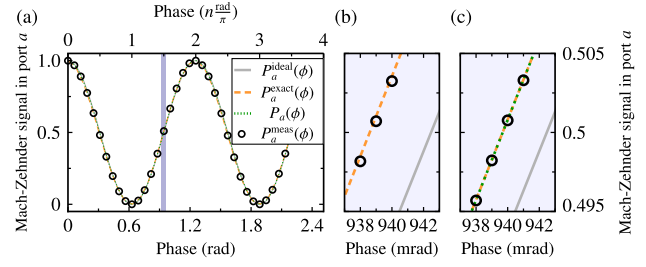 (a)
Phase (n rad/π)
0 1 2 3 4
Mach-Zehnder signal in port a
1.0
0.5
0
0 0.6 1.2 1.8 2.4
Phase (rad)
P_a^ideal(ϕ)
P_a^exact(ϕ)
P_a(ϕ)
P_a^meas(ϕ)
(b)
938 940 942
Phase (mrad)
(c)
938 940 942
Phase (mrad)
0.505
0.5
0.495
Mach-Zehnder signal in port a